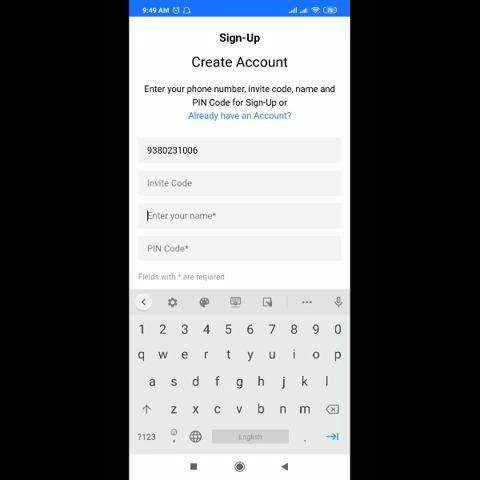 9:49 AM
Sign-Up
Create Account
Enter your phone number, invite code, name and
PIN Code for Sign-Up or
Already have an Account?
9380231006
Invite Code
Enter your name*
PIN Code*
Fields with * are required
1 2 3 4 5 6 7 8 9 0
q w e r t y u i o p
a s d f g h j k l
z x c v b n m
?123 , English .